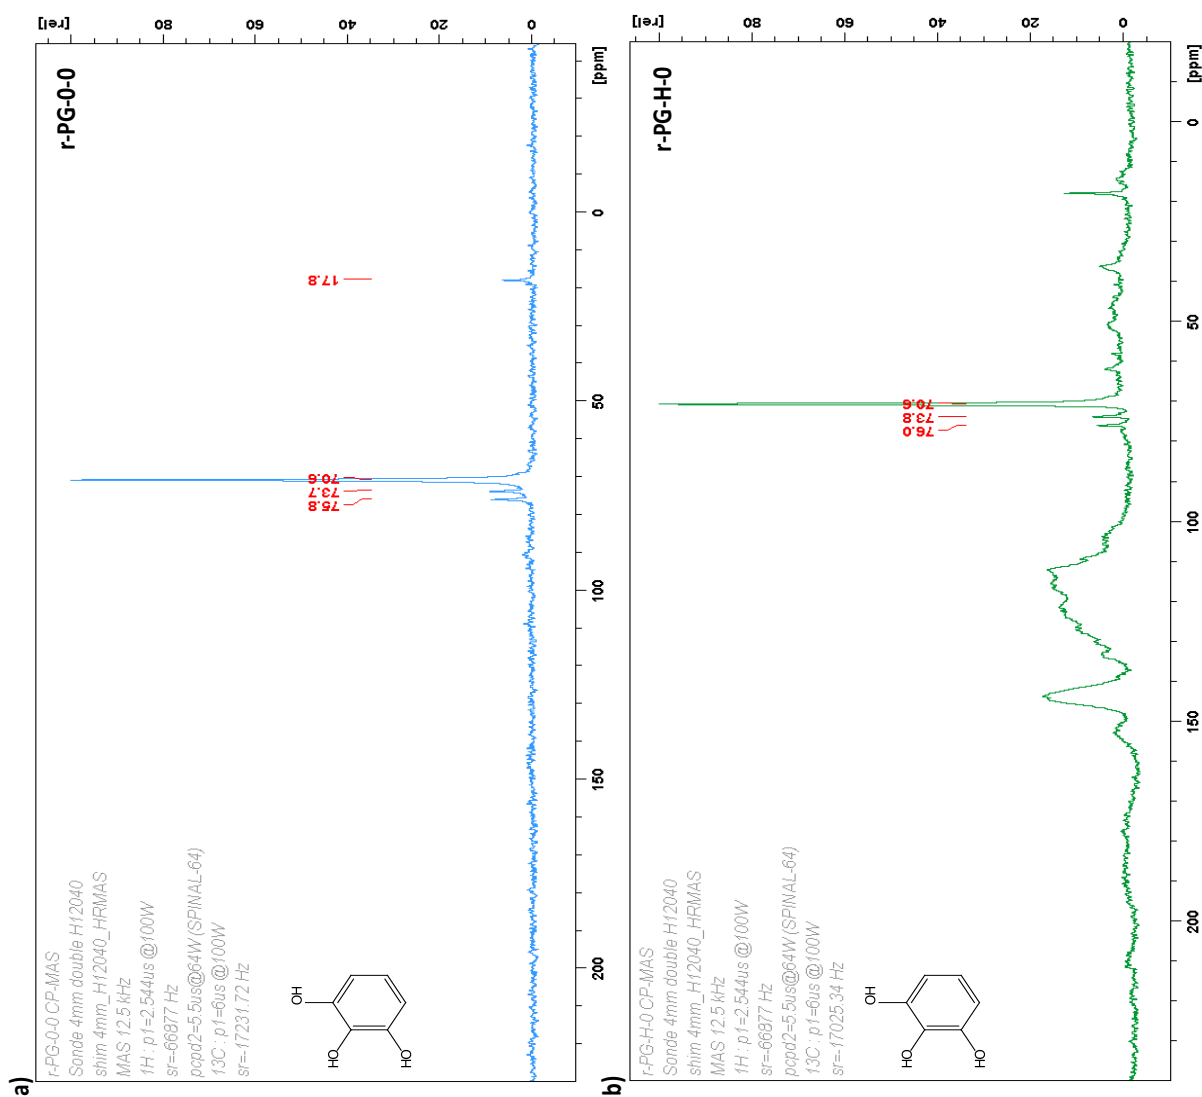 a)
r-PG-0-0 CP-MAS
Sonde 4mm double H12040
shim 4mm_H12040_HRMAS
MAS 12.5 kHz
1H : p1=2.544us @100W
sr=-66877 Hz
pcpd2=5.5us@64W (SPINAL-64)
13C : p1=6us @100W
sr=-17231.72 Hz
r-PG-0-0
OH
HO
HO
75.8
73.7
70.6
17.8
[rel]
80
60
40
20
0
200
150
100
50
0
[ppm]
b)
r-PG-H-0 CP-MAS
Sonde 4mm double H12040
shim 4mm_H12040_HRMAS
MAS 12.5 kHz
1H : p1=2.544us @100W
sr=-66877 Hz
pcpd2=5.5us@64W (SPINAL-64)
13C : p1=6us @100W
sr=-17025.34 Hz
r-PG-H-0
OH
HO
HO
76.0
73.8
70.6
[rel]
80
60
40
20
0
200
150
100
50
0
[ppm]